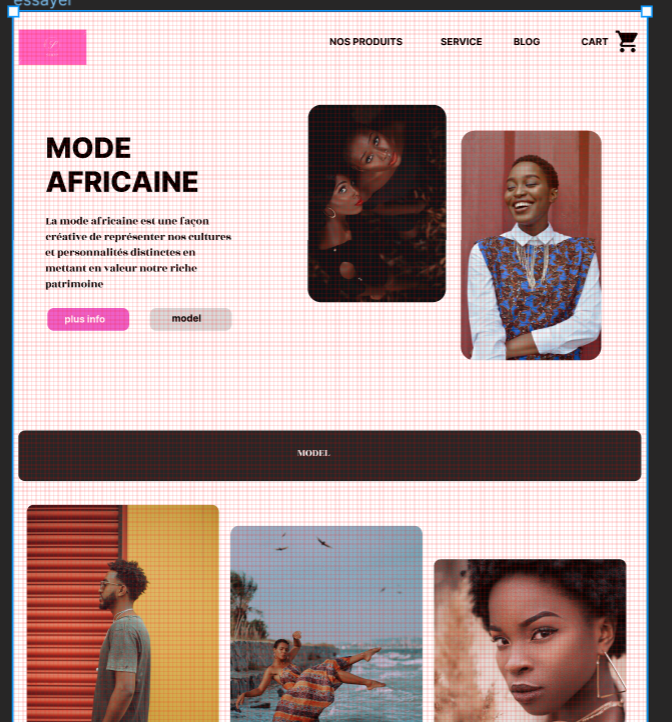 essayer
NOS PRODUITS SERVICE BLOG CART
MODE
AFRICAINE
La mode africaine est une façon
créative de représenter nos cultures
et personnalités distinctes en
mettant en valeur notre riche
patrimoine
plus info model
MODEL